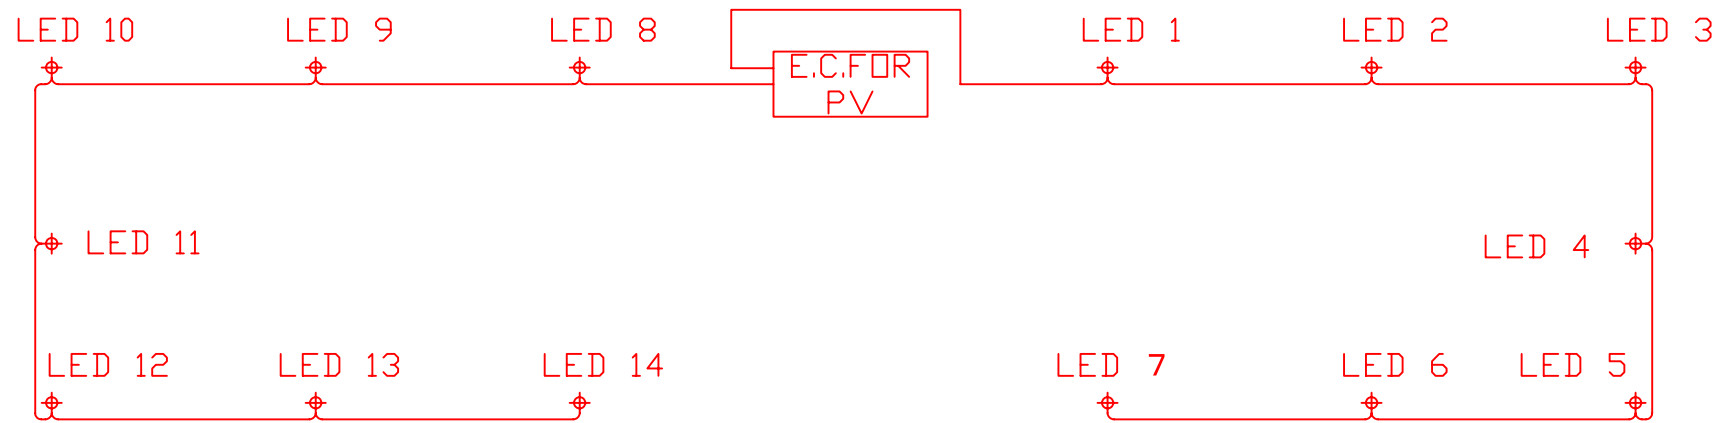 LED 10
LED 9
LED 8
LED 1
LED 2
LED 3
E.C.FOR
PV
LED 11
LED 4
LED 12
LED 13
LED 14
LED 7
LED 6
LED 5